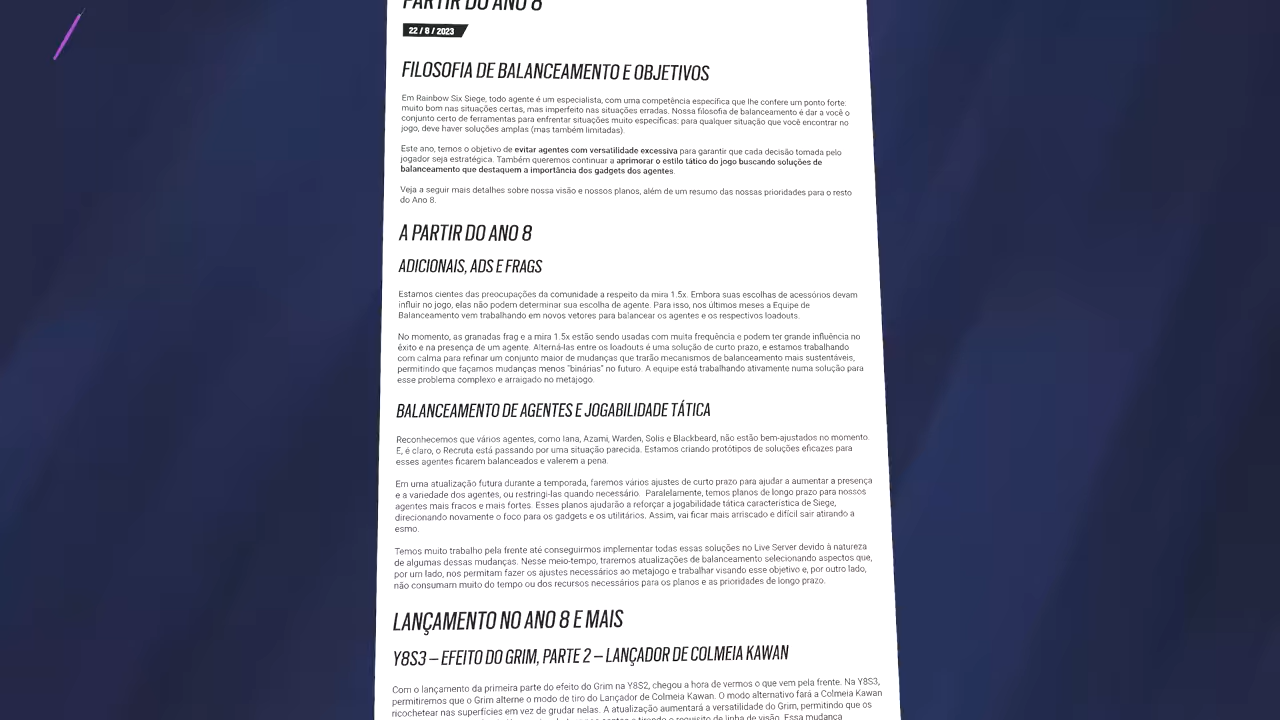 PARTIR DO ANO 8
22 / 8 / 2023
FILOSOFIA DE BALANCEAMENTO E OBJETIVOS
Em Rainbow Six Siege, todo agente é um especialista, com uma competência específica que lhe confere um ponto forte:
muito bom nas situações certas, mas imperfeito nas situações erradas. Nossa filosofia de balanceamento é dar a você o
conjunto certo de ferramentas para enfrentar situações muito específicas: para qualquer situação que você encontrar no
jogo, deve haver soluções amplas (mas também limitadas).
Este ano, temos o objetivo de evitar agentes com versatilidade excessiva para garantir que cada decisão tomada pelo
jogador seja estratégica. Também queremos continuar a aprimorar o estilo tático do jogo buscando soluções de
balanceamento que destaquem a importância dos gadgets dos agentes.
Veja a seguir mais detalhes sobre nossa visão e nossos planos, além de um resumo das nossas prioridades para o resto
do Ano 8.
A PARTIR DO ANO 8
ADICIONAIS, ADS E FRAGS
Estamos cientes das preocupações da comunidade a respeito da mira 1.5x. Embora suas escolhas de acessórios devam
influir no jogo, elas não podem determinar sua escolha de agente. Para isso, nos últimos meses a Equipe de
Balanceamento vem trabalhando em novos vetores para balancear os agentes e os respectivos loadouts.
No momento, as granadas frag e a mira 1.5x estão sendo usadas com muita frequência e podem ter grande influência no
êxito e na presença de um agente. Alterná-las entre os loadouts é uma solução de curto prazo, e estamos trabalhando
com calma para refinar um conjunto maior de mudanças que trarão mecanismos de balanceamento mais sustentáveis,
permitindo que façamos mudanças menos "binárias" no futuro. A equipe está trabalhando ativamente numa solução para
esse problema complexo e arraigado no metajogo.
BALANCEAMENTO DE AGENTES E JOGABILIDADE TÁTICA
Reconhecemos que vários agentes, como Iana, Azami, Warden, Solis e Blackbeard, não estão bem-ajustados no momento.
E, é claro, o Recruta está passando por uma situação parecida. Estamos criando protótipos de soluções eficazes para
esses agentes ficarem balanceados e valerem a pena.
Em uma atualização futura durante a temporada, faremos vários ajustes de curto prazo para ajudar a aumentar a presença
e a variedade dos agentes, ou restringi-las quando necessário. Paralelamente, temos planos de longo prazo para nossos
agentes mais fracos e mais fortes. Esses planos ajudarão a reforçar a jogabilidade tática característica de Siege,
direcionando novamente o foco para os gadgets e os utilitários. Assim, vai ficar mais arriscado e difícil sair atirando a
esmo.
Temos muito trabalho pela frente até conseguirmos implementar todas essas soluções no Live Server devido à natureza
de algumas dessas mudanças. Nesse meio-tempo, traremos atualizações de balanceamento selecionando aspectos que,
por um lado, nos permitam fazer os ajustes necessários ao metajogo e trabalhar visando esse objetivo e, por outro lado,
não consumam muito do tempo ou dos recursos necessários para os planos e as prioridades de longo prazo.
LANÇAMENTO NO ANO 8 E MAIS
Y8S3 – EFEITO DO GRIM, PARTE 2 – LANÇADOR DE COLMEIA KAWAN
Com o lançamento da primeira parte do efeito do Grim na Y8S2, chegou a hora de vermos o que vem pela frente. Na Y8S3,
permitiremos que o Grim alterne o modo de tiro do Lançador de Colmeia Kawan. O modo alternativo fará a Colmeia Kawan
ricochetear nas superfícies em vez de grudar nelas. A atualização aumentará a versatilidade do Grim, permitindo que os
requisito de linha de visão. Essa mudança